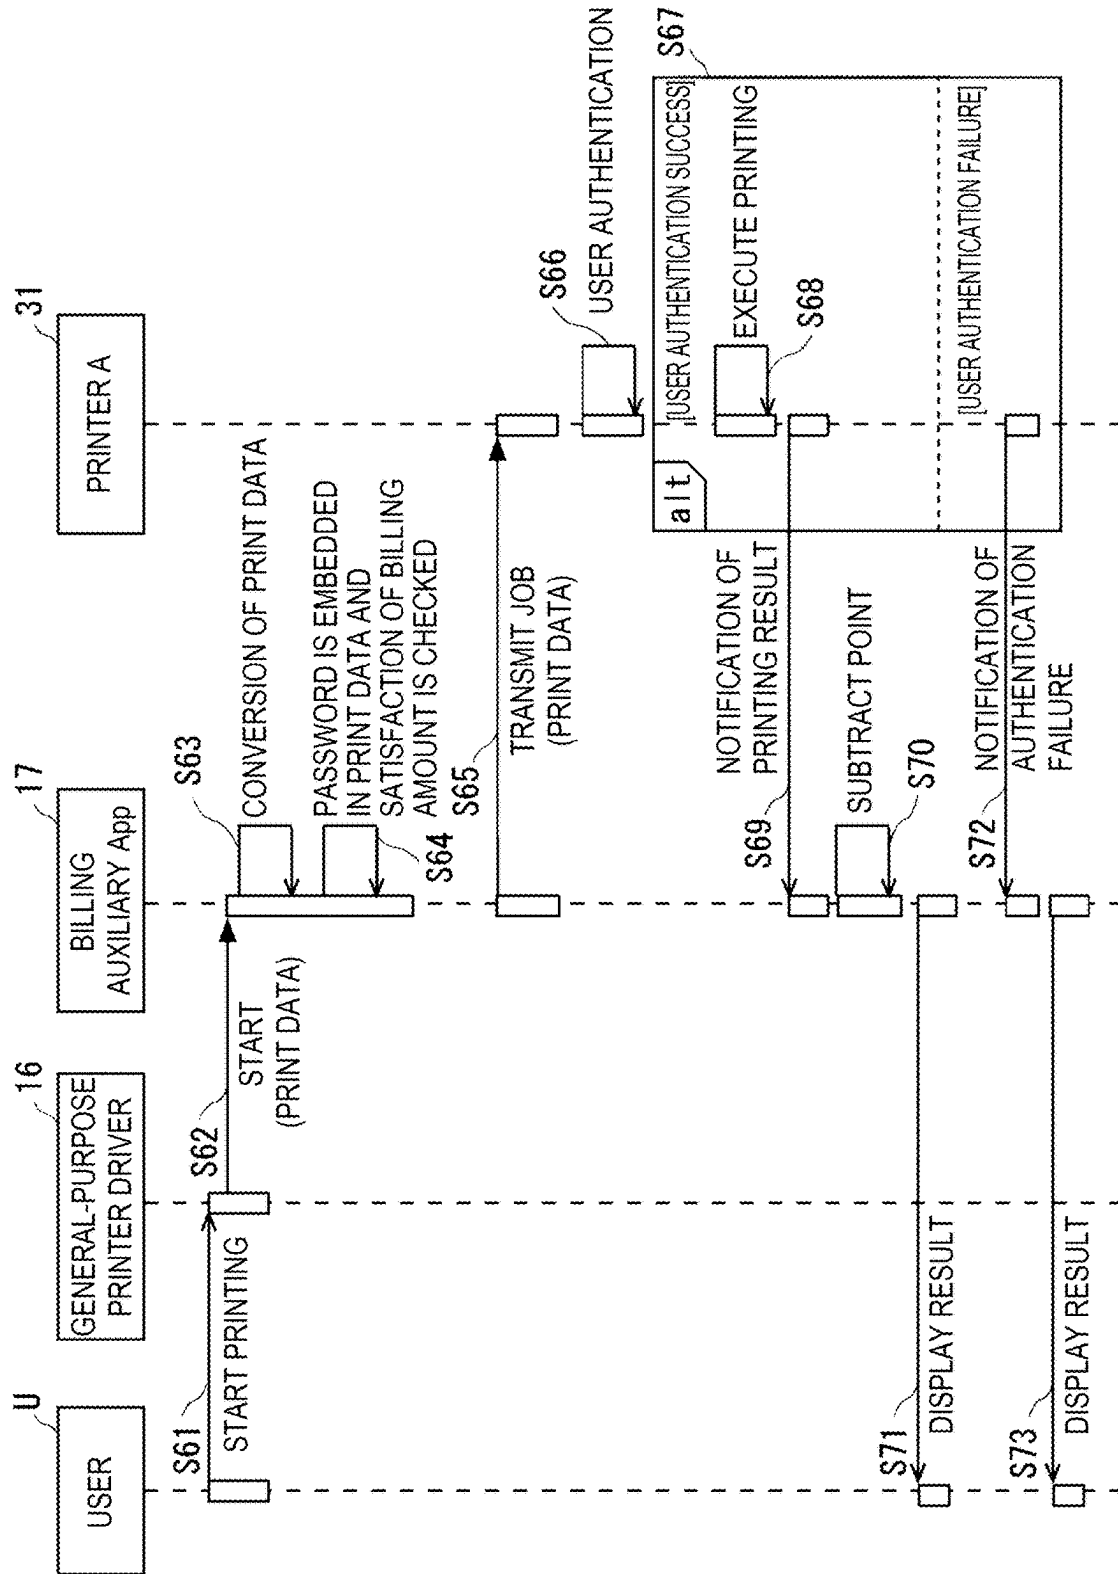 U
USER
16
GENERAL-PURPOSE
PRINTER DRIVER
17
BILLING
AUXILIARY App
31
PRINTER A
S61
START PRINTING
S62
START
(PRINT DATA)
S63
CONVERSION OF PRINT DATA
PASSWORD IS EMBEDDED
IN PRINT DATA AND
SATISFACTION OF BILLING
AMOUNT IS CHECKED
S64
S65
TRANSMIT JOB
(PRINT DATA)
S66
USER AUTHENTICATION
S67
alt
[USER AUTHENTICATION SUCCESS]
EXECUTE PRINTING
S68
NOTIFICATION OF
PRINTING RESULT
S69
SUBTRACT POINT
S70
S71
DISPLAY RESULT
[USER AUTHENTICATION FAILURE]
S72
NOTIFICATION OF
AUTHENTICATION
FAILURE
S73
DISPLAY RESULT